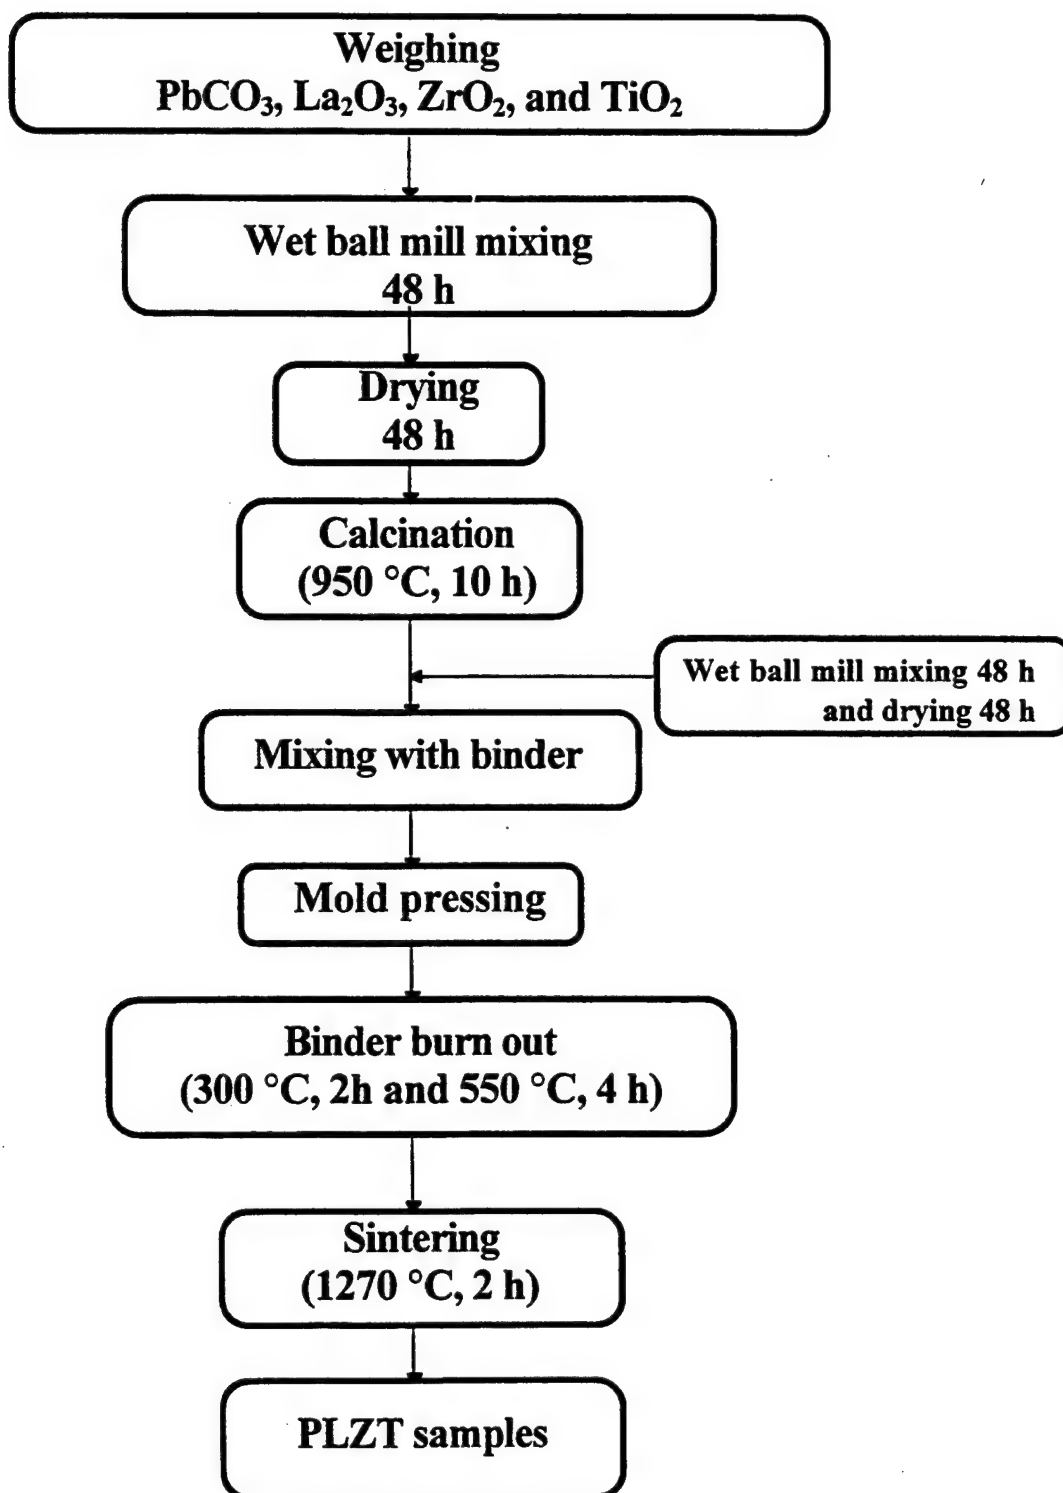 Weighing
PbCO₃, La₂O₃, ZrO₂, and TiO₂
Wet ball mill mixing
48 h
Drying
48 h
Calcination
(950 °C, 10 h)
Wet ball mill mixing 48 h
and drying 48 h
Mixing with binder
Mold pressing
Binder burn out
(300 °C, 2h and 550 °C, 4 h)
Sintering
(1270 °C, 2 h)
PLZT samples